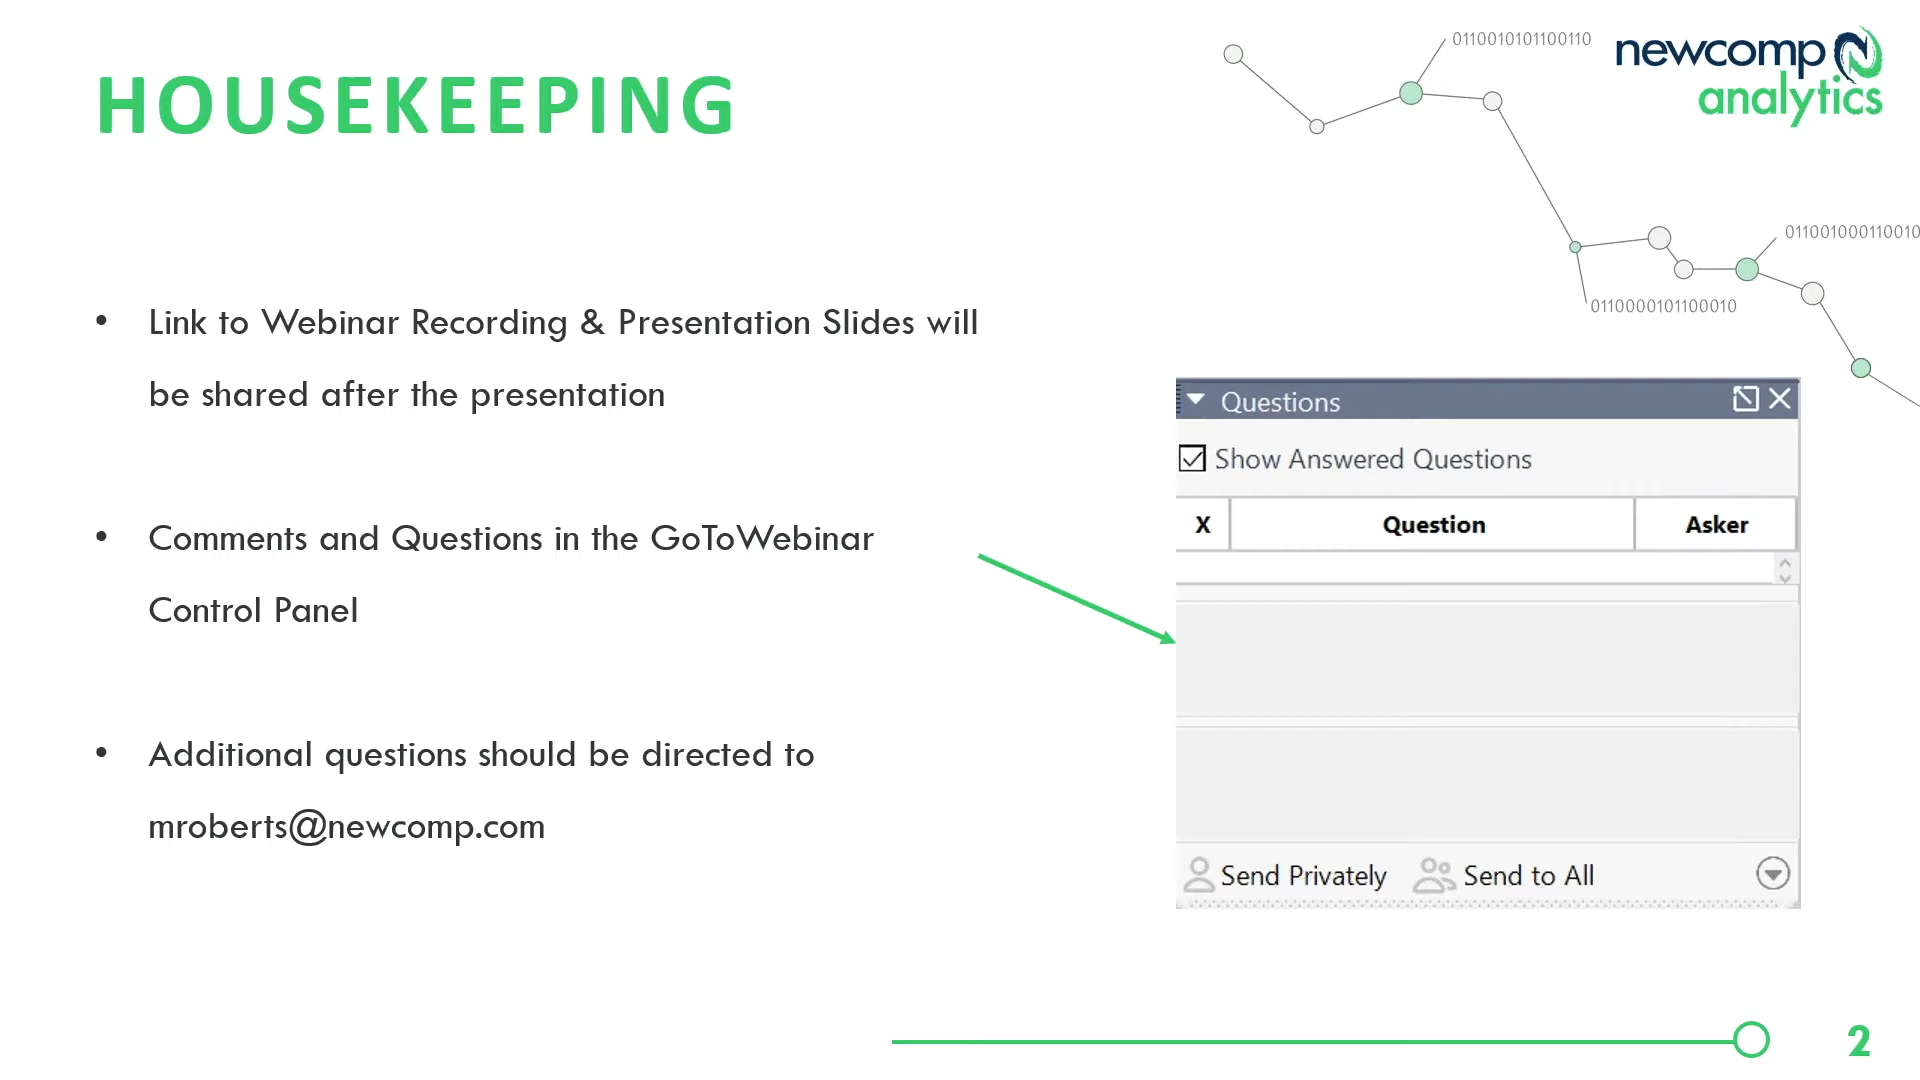 HOUSEKEEPING
0110010101100110
newcomp
analytics
011001000110010
0110000101100010
• Link to Webinar Recording & Presentation Slides will
be shared after the presentation
• Comments and Questions in the GoToWebinar
Control Panel
• Additional questions should be directed to
mroberts@newcomp.com
Questions
Show Answered Questions
X Question Asker
Send Privately Send to All
2